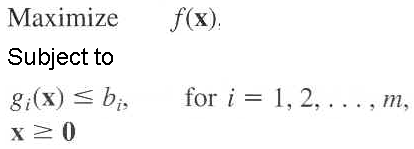 Maximize f(x),
Subject to
gᵢ(x) ≤ bᵢ, for i = 1, 2, . . . , m,
x ≥ 0